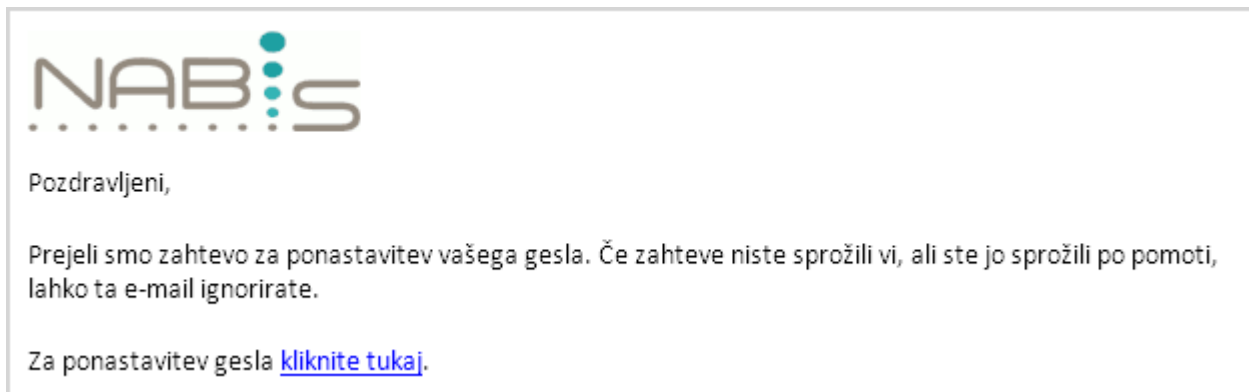 NABiS
Pozdravljeni,
Prejeli smo zahtevo za ponastavitev vašega gesla. Če zahteve niste sprožili vi, ali ste jo sprožili po pomoti,
lahko ta e-mail ignorirate.
Za ponastavitev gesla kliknite tukaj.